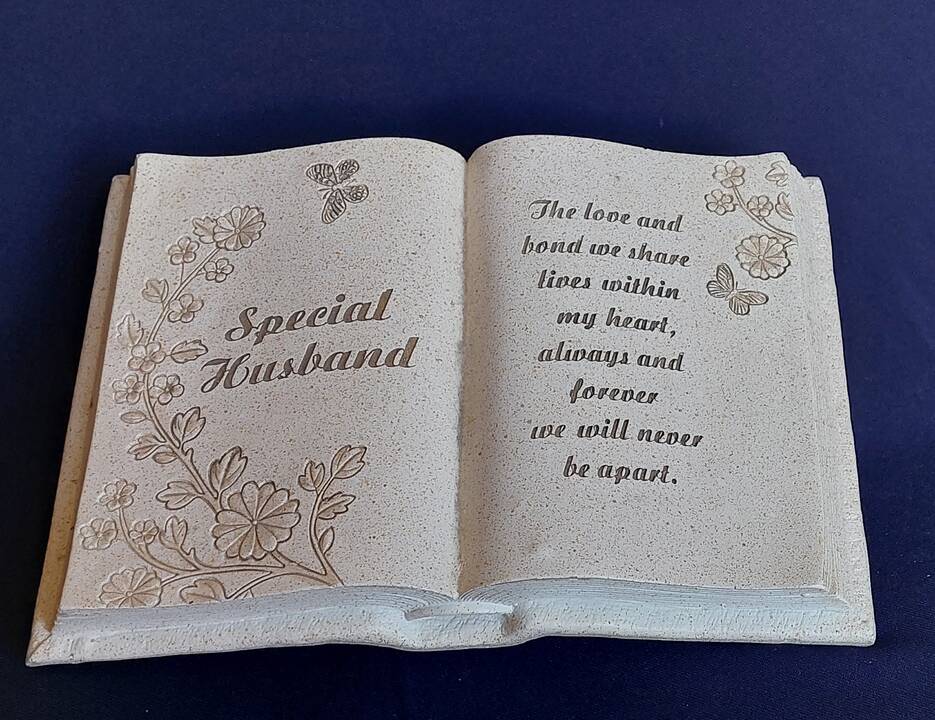 Special
Husband
The love and
bond we share
lives within
my heart,
always and
forever
we will never
be apart.